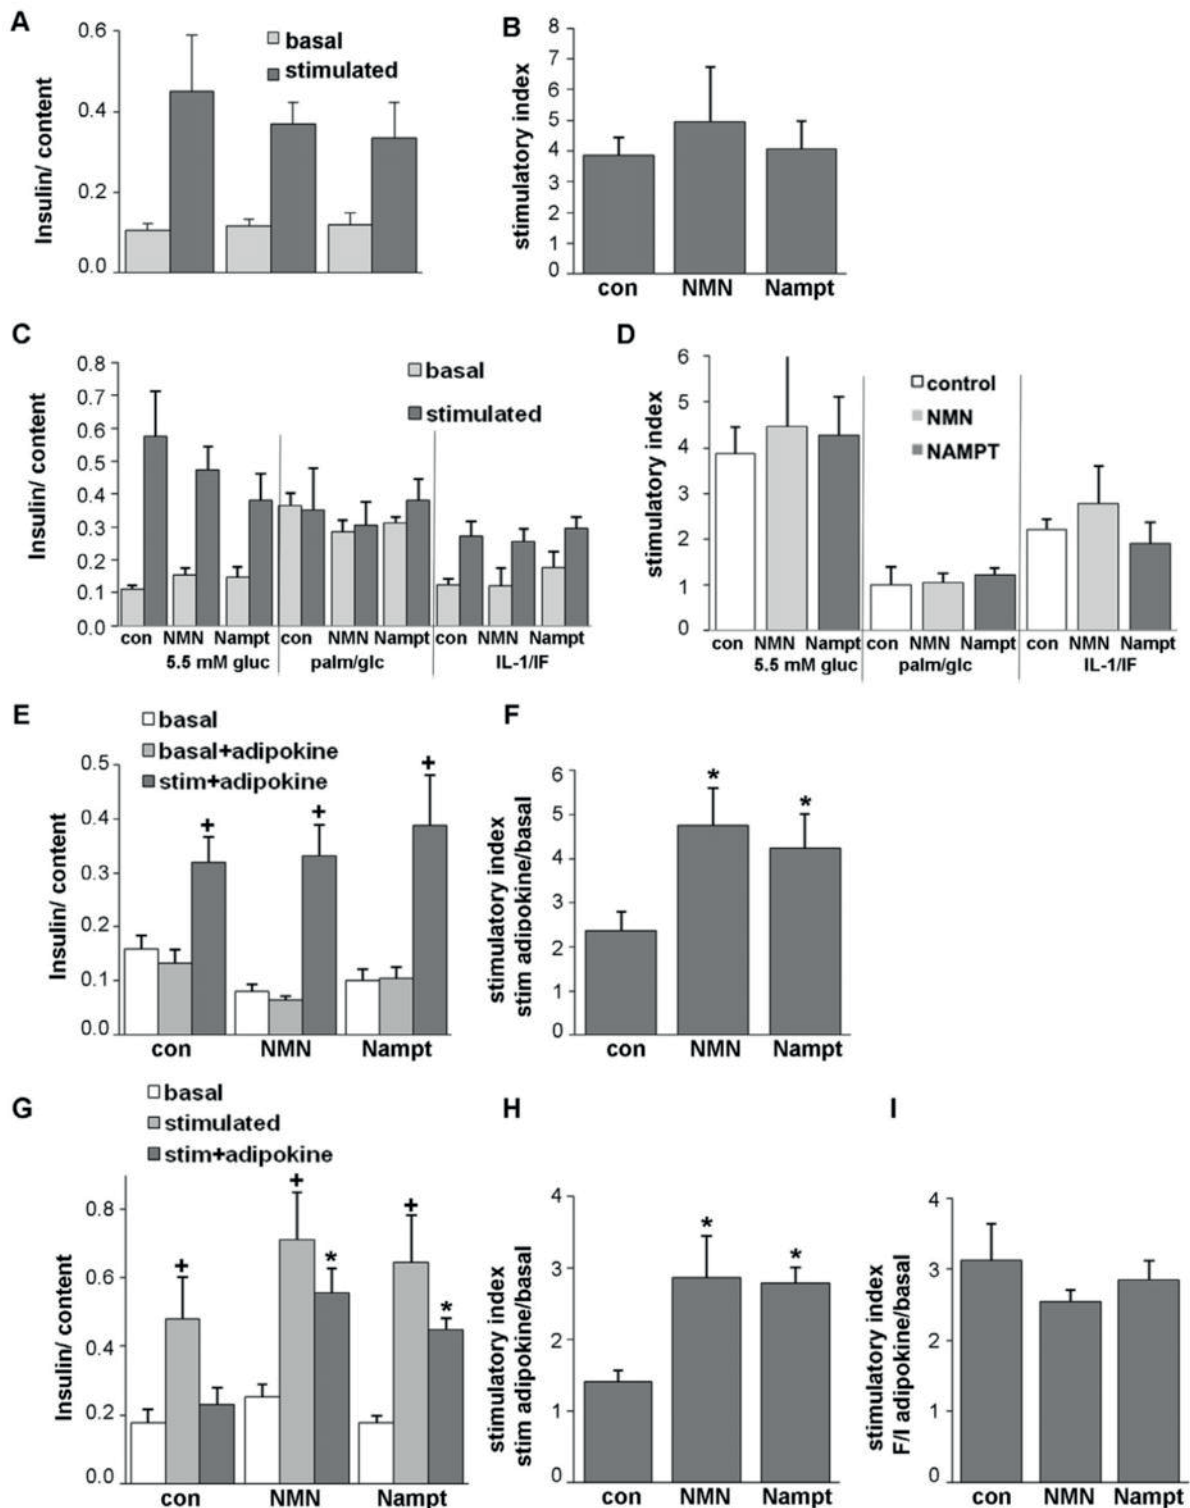 A
Insulin/ content
0.6
0.4
0.2
0.0
basal
stimulated
B
stimulatory index
8
7
6
5
4
3
2
1
0
con NMN Nampt
C
Insulin/ content
0.8
0.7
0.6
0.5
0.4
0.3
0.2
0.1
0.0
basal
stimulated
con NMN Nampt con NMN Nampt con NMN Nampt
5.5 mM gluc palm/glc IL-1/IF
D
stimulatory index
6
5
4
3
2
1
0
control
NMN
NAMPT
con NMN Nampt con NMN Nampt con NMN Nampt
5.5 mM gluc palm/glc IL-1/IF
E
basal
basal+adipokine
stim+adipokine
Insulin/ content
0.5
0.4
0.3
0.2
0.1
0.0
+ + +
con NMN Nampt
F
stimulatory index
stim adipokine/basal
6
5
4
3
2
1
0
* *
con NMN Nampt
G
basal
stimulated
stim+adipokine
Insulin/ content
0.8
0.6
0.4
0.2
0.0
+ + * + *
con NMN Nampt
H
stimulatory index
stim adipokine/basal
4
3
2
1
0
* *
con NMN Nampt
I
stimulatory index
F/I adipokine/basal
4
3
2
1
0
con NMN Nampt